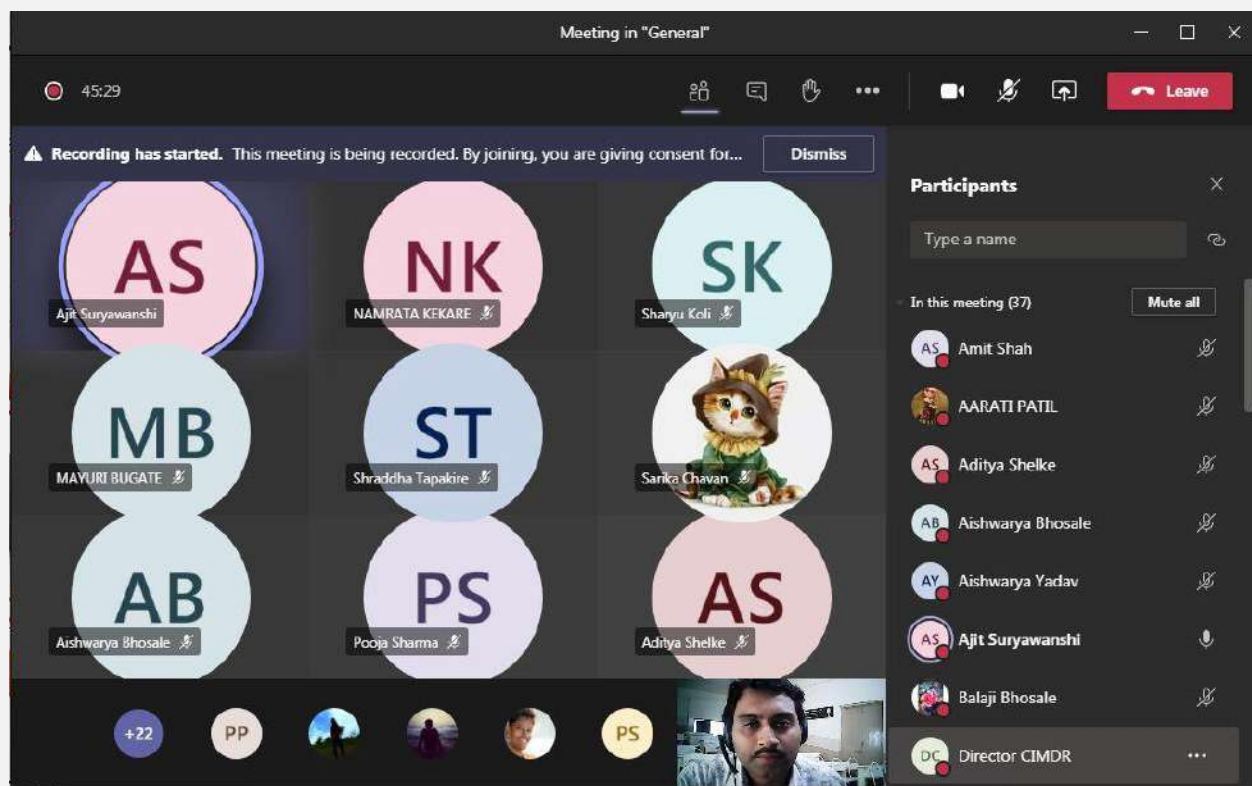 Meeting in "General"
45:29
Leave
Recording has started. This meeting is being recorded. By joining, you are giving consent for...
Dismiss
AS
Ajit Suryawanshi
NK
NAMRATA KEKARE
SK
Sharyu Koli
MB
MAYURI BUGATE
ST
Shraddha Tapakire
Sarika Chavan
AB
Aishwarya Bhosale
PS
Pooja Sharma
AS
Aditya Shelke
+22
PP
PS
Participants
Type a name
In this meeting (37)
Mute all
AS Amit Shah
AARATI PATIL
AS Aditya Shelke
AB Aishwarya Bhosale
AY Aishwarya Yadav
AS Ajit Suryawanshi
Balaji Bhosale
DC Director CIMDR